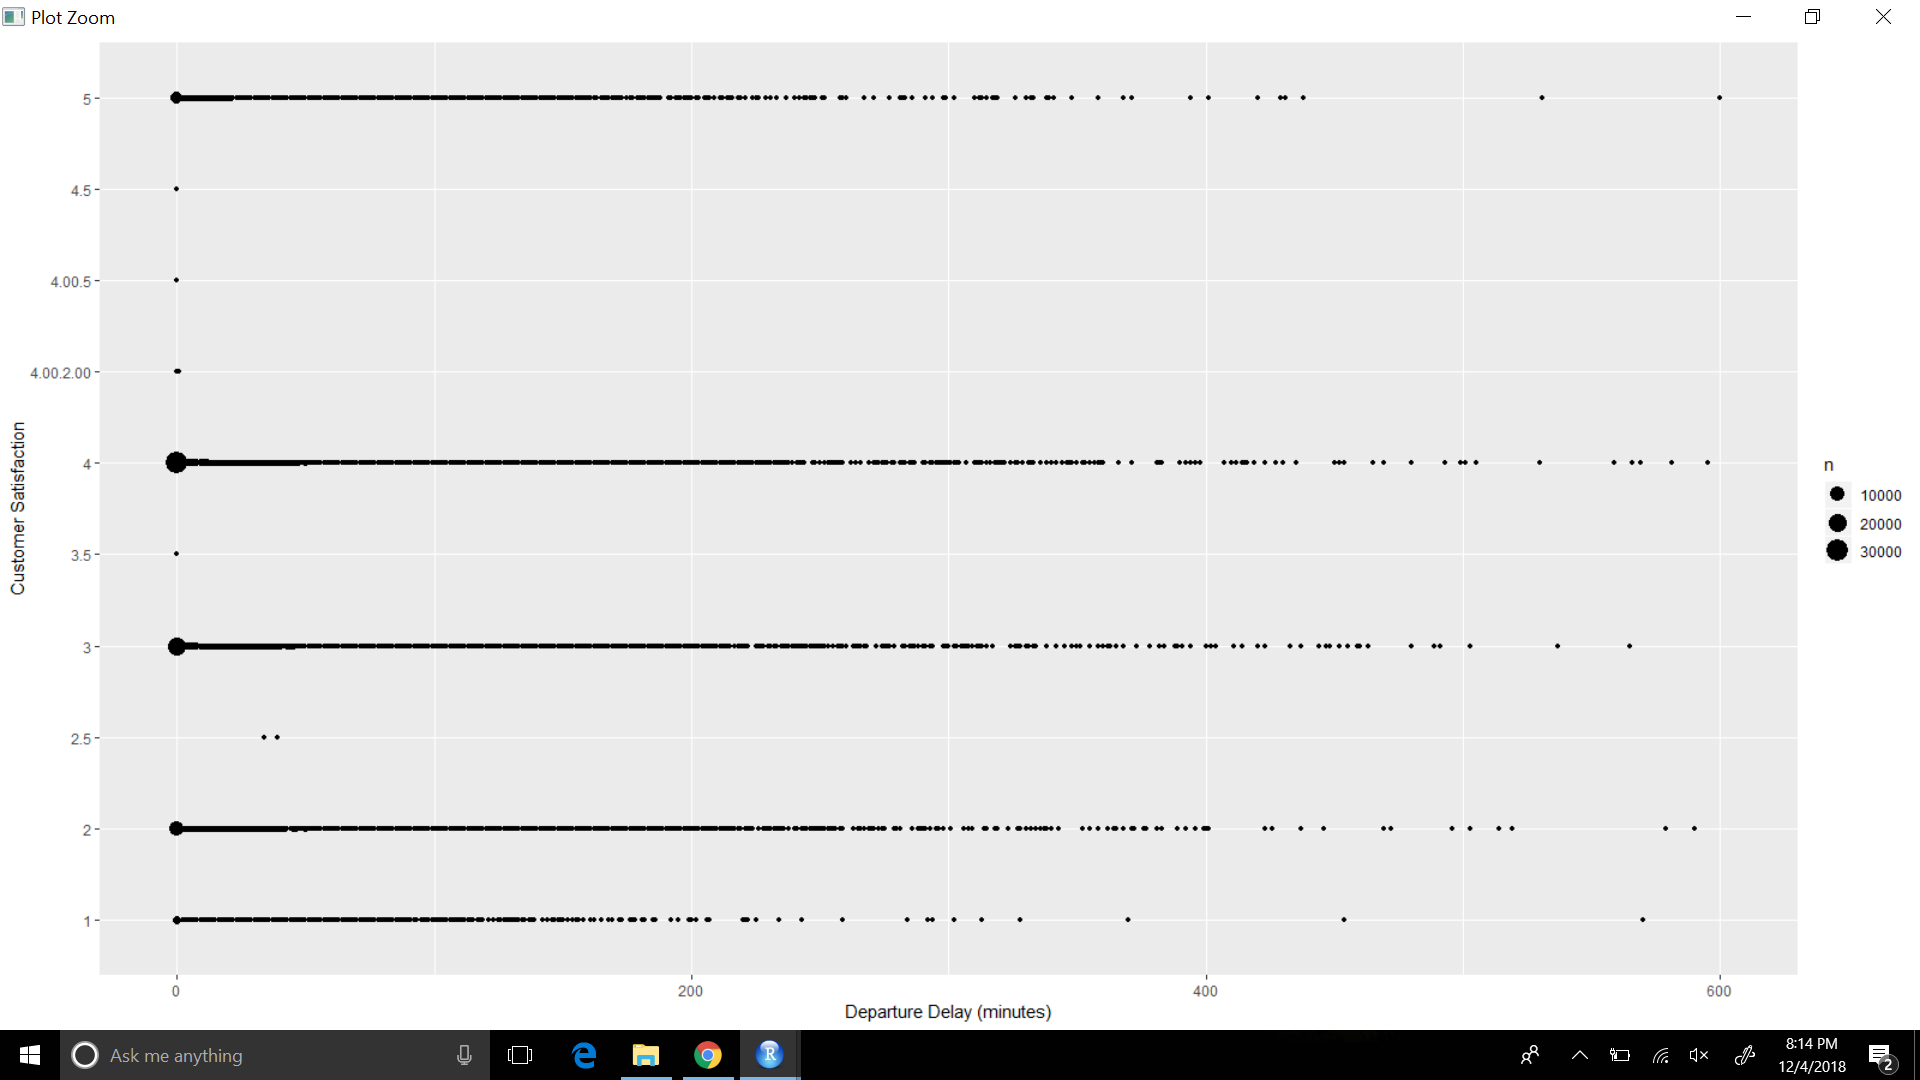 Plot Zoom
5
4.5
4.00.5
4.00.2.00
4
3.5
3
2.5
2
1
Customer Satisfaction
0
200
400
600
Departure Delay (minutes)
n
10000
20000
30000
Ask me anything
R
8:14 PM
12/4/2018
2